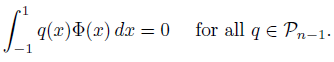 ∫_{-1}^{1} q(x)Φ(x) dx = 0 for all q ∈ 𝒫_{n−1}.